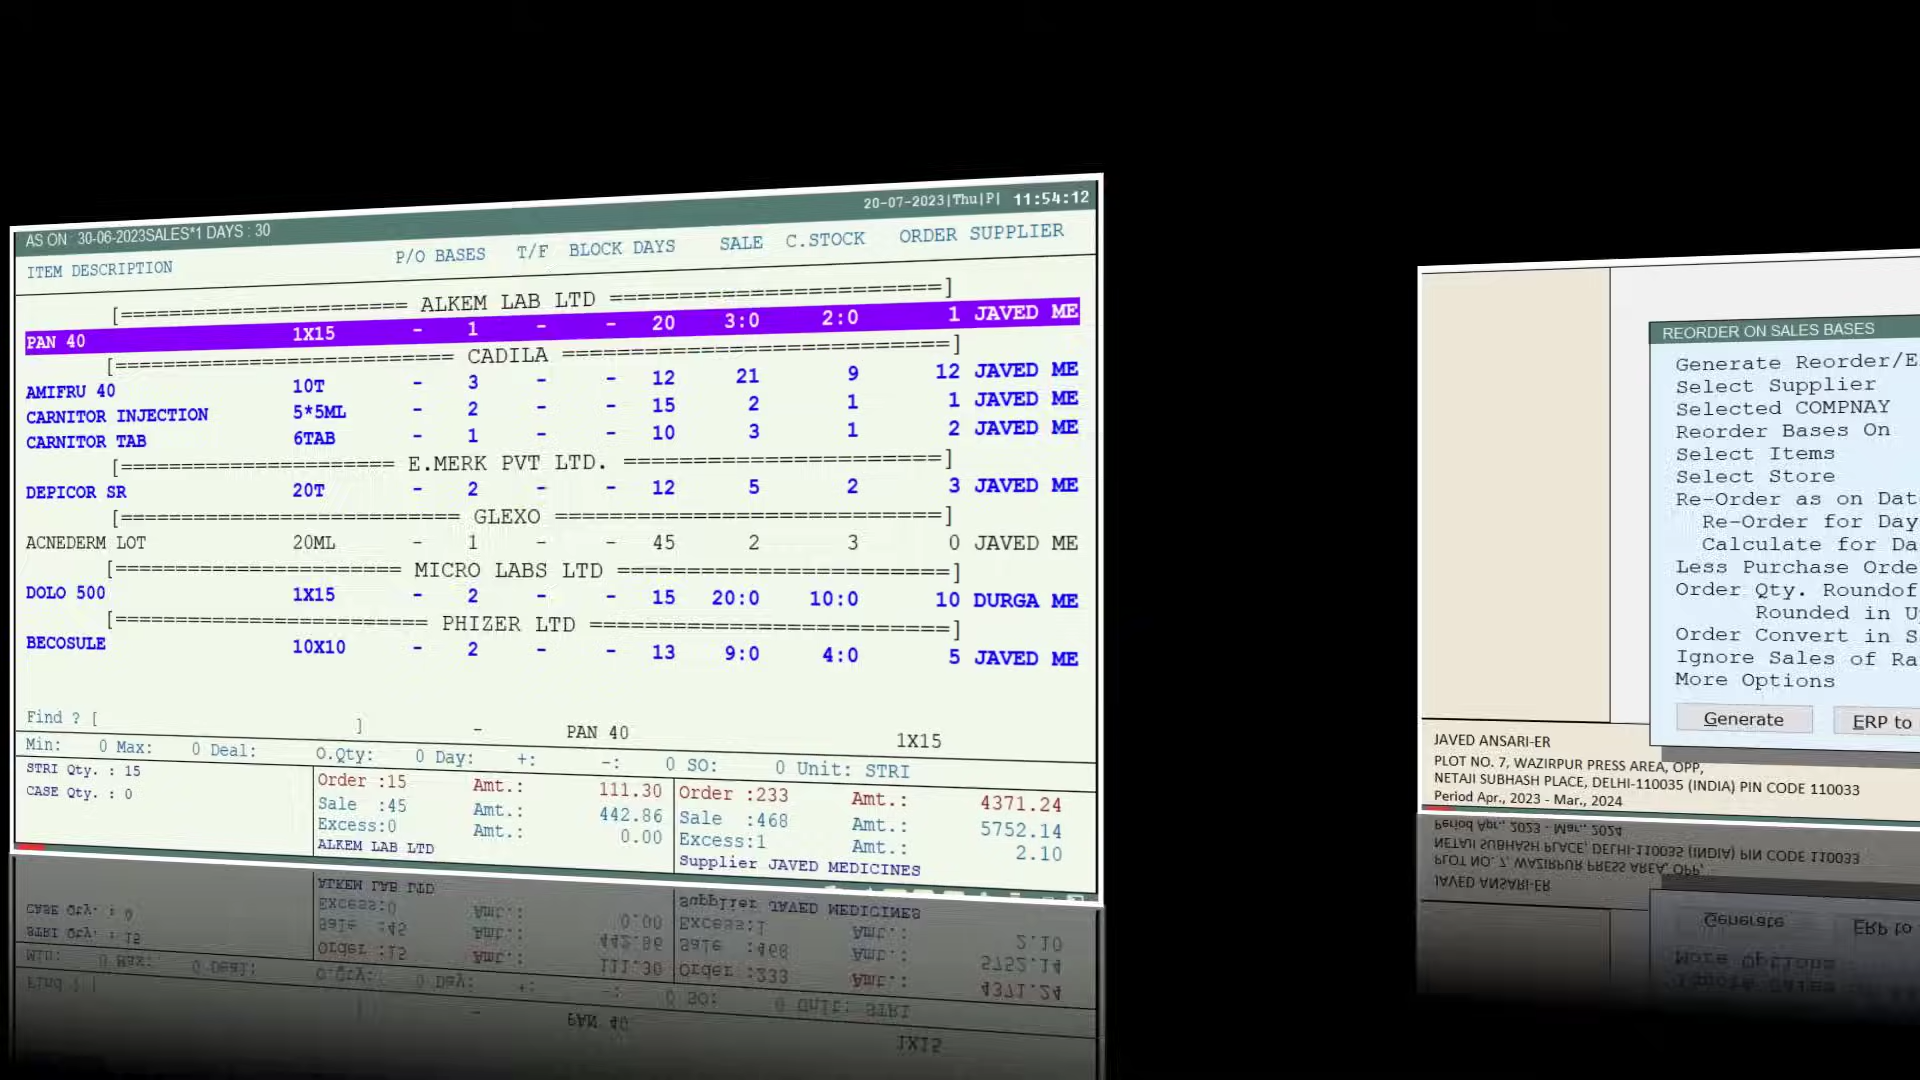 20-07-2023|Thu|P| 11:54:12
AS ON 30-06-2023SALES*1 DAYS : 30
ITEM DESCRIPTION P/O BASES T/F BLOCK DAYS SALE C.STOCK ORDER SUPPLIER
[====================== ALKEM LAB LTD =========================]
PAN 40 1X15 - 1 - - 20 3:0 2:0 1 JAVED ME
[========================== CADILA =============================]
AMIFRU 40 10T - 3 - - 12 21 9 12 JAVED ME
CARNITOR INJECTION 5*5ML - 2 - - 15 2 1 1 JAVED ME
CARNITOR TAB 6TAB - 1 - - 10 3 1 2 JAVED ME
[===================== E.MERK PVT LTD. ========================]
DEPICOR SR 20T - 2 - - 12 5 2 3 JAVED ME
[========================== GLEXO ==============================]
ACNEDERM LOT 20ML - 1 - - 45 2 3 0 JAVED ME
[====================== MICRO LABS LTD =========================]
DOLO 500 1X15 - 2 - - 15 20:0 10:0 10 DURGA ME
[======================== PHIZER LTD ===========================]
BECOSULE 10X10 - 2 - - 13 9:0 4:0 5 JAVED ME
Find ? [ ] - PAN 40 1X15
Min: 0 Max: 0 Deal: O.Qty: 0 Day: +: -: 0 SO: 0 Unit: STRI
STRI Qty. : 15
CASE Qty. : 0
Order :15 Amt.: 111.30
Sale :45 Amt.: 442.86
Excess:0 Amt.: 0.00
ALKEM LAB LTD
Order :233 Amt.: 4371.24
Sale :468 Amt.: 5752.14
Excess:1 Amt.: 2.10
Supplier JAVED MEDICINES
REORDER ON SALES BASES
Generate Reorder/E
Select Supplier
Selected COMPNAY
Reorder Bases On
Select Items
Select Store
Re-Order as on Dat
Re-Order for Day
Calculate for Da
Less Purchase Orde
Order Qty. Roundof
Rounded in U
Order Convert in S
Ignore Sales of Ra
More Options
Generate ERP to
JAVED ANSARI-ER
PLOT NO. 7, WAZIRPUR PRESS AREA, OPP,
NETAJI SUBHASH PLACE, DELHI-110035 (INDIA) PIN CODE 110033
Period Apr., 2023 - Mar., 2024